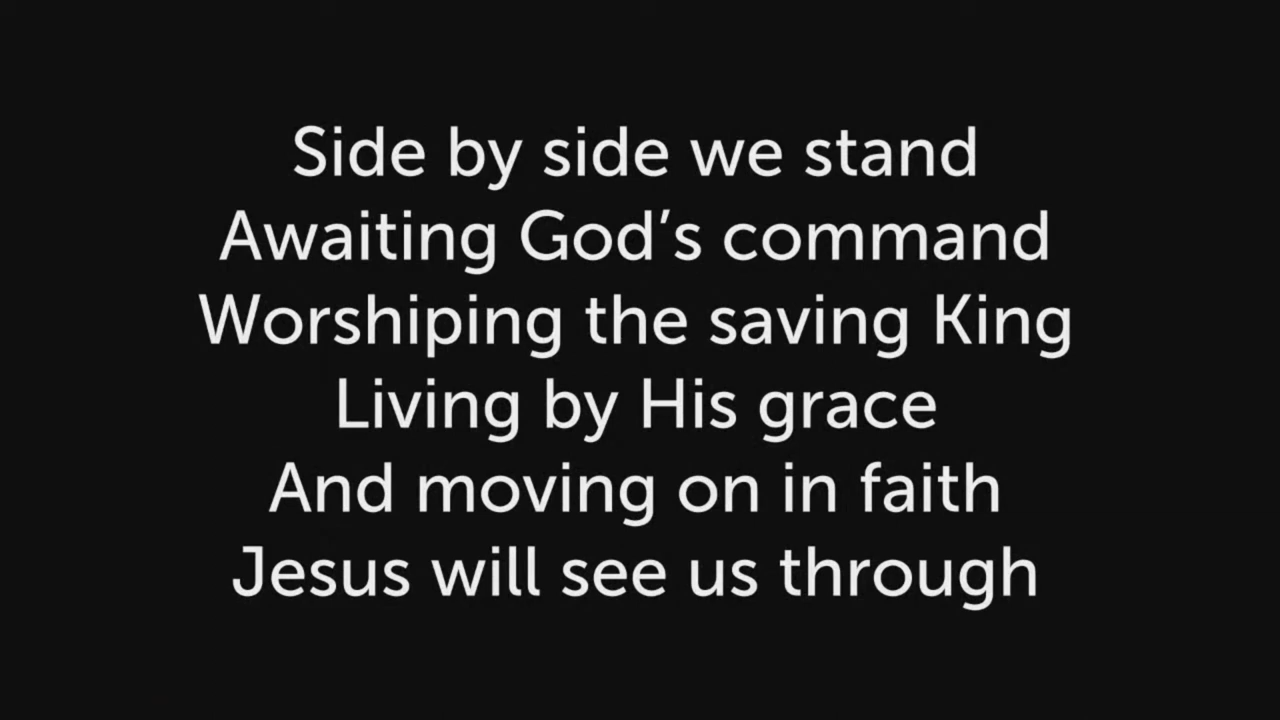 Side by side we stand
Awaiting God’s command
Worshiping the saving King
Living by His grace
And moving on in faith
Jesus will see us through